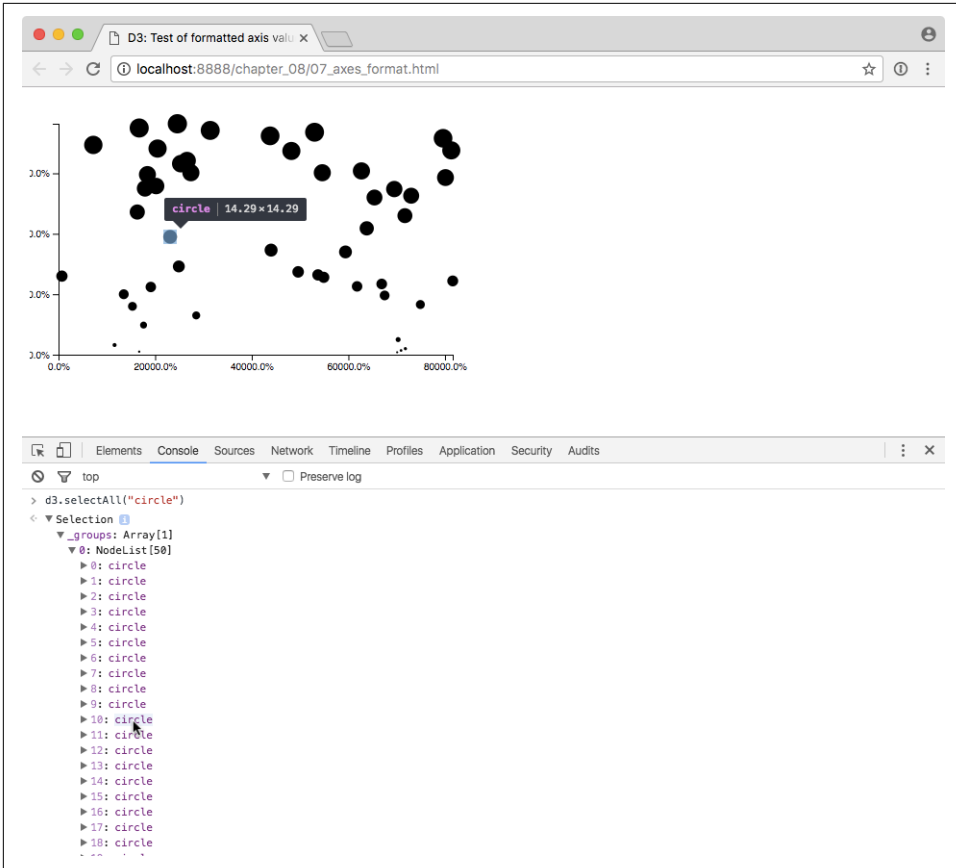 D3: Test of formatted axis valu
localhost:8888/chapter_08/07_axes_format.html
0.0%
circle 14.29×14.29
0.0%
0.0%
0.0%
0.0% 20000.0% 40000.0% 60000.0% 80000.0%
Elements Console Sources Network Timeline Profiles Application Security Audits
top Preserve log
> d3.selectAll("circle")
Selection i
_groups: Array[1]
0: NodeList[50]
0: circle
1: circle
2: circle
3: circle
4: circle
5: circle
6: circle
7: circle
8: circle
9: circle
10: circle
11: circle
12: circle
13: circle
14: circle
15: circle
16: circle
17: circle
18: circle